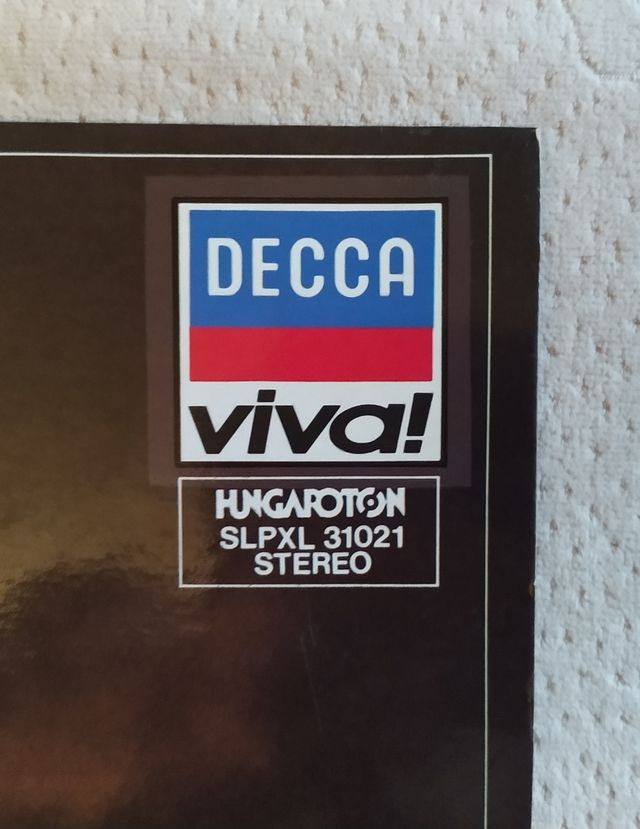 DECCA
viva!
HUNGAROTON
SLPXL 31021
STEREO